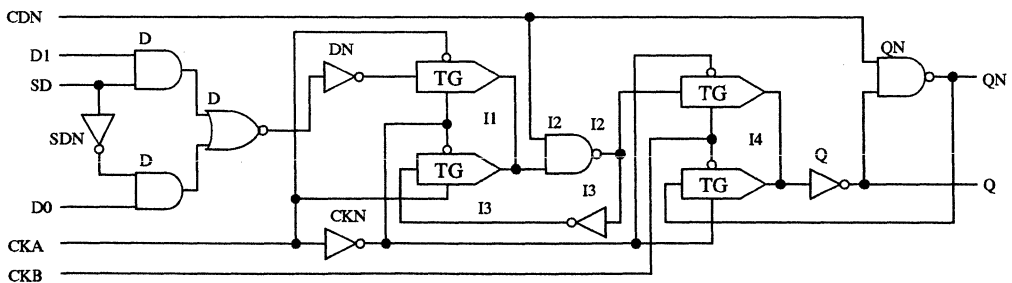 CDN
D
DN
QN
D1
SD
D
TG
TG
QN
I1
I2
I2
I4
SDN
D
TG
TG
Q
I3
D0
I3
Q
CKN
CKA
CKB